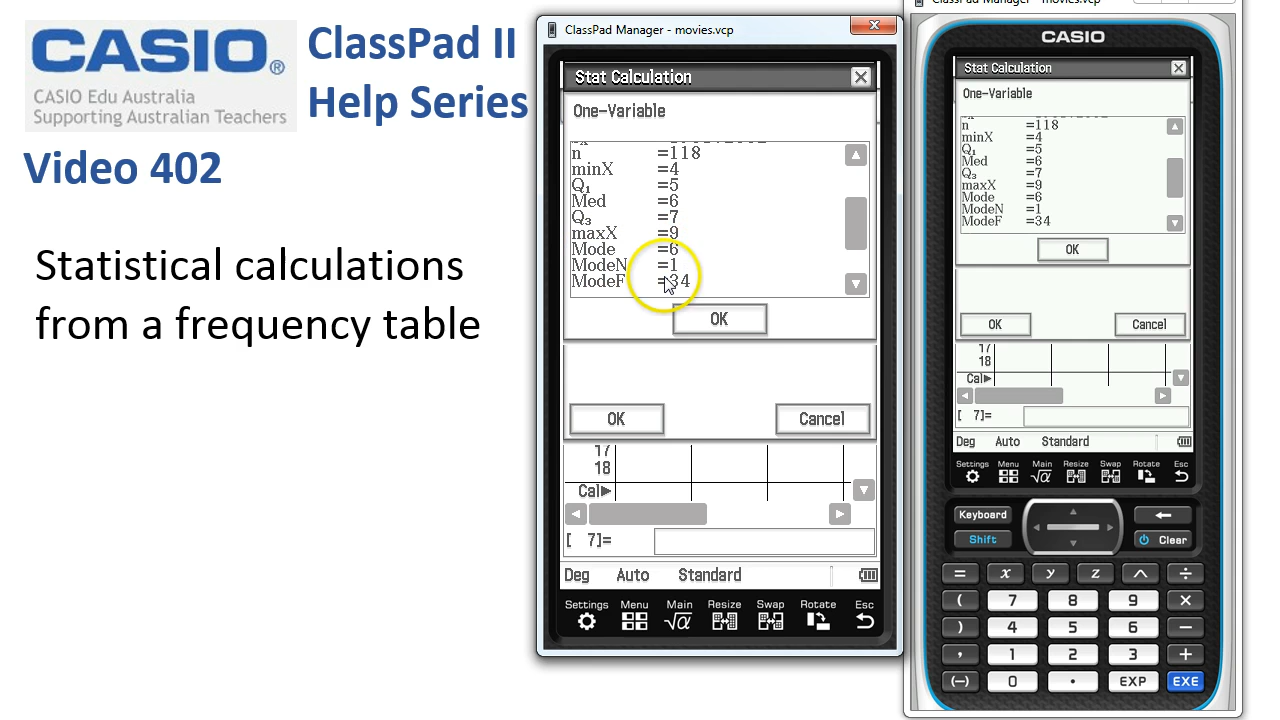 CASIO®
CASIO Edu Australia
Supporting Australian Teachers
ClassPad II
Help Series
Video 402
Statistical calculations
from a frequency table
ClassPad Manager - movies.vcp
Stat Calculation
One-Variable
n =118
minX =4
Q₁ =5
Med =6
Q₃ =7
maxX =9
Mode =6
ModeN =1
ModeF =34
OK
OK Cancel
17
18
Cal▶
[ 7]=
Deg Auto Standard
Settings Menu Main Resize Swap Rotate Esc
CASIO
Stat Calculation
One-Variable
n =118
minX =4
Q₁ =5
Med =6
Q₃ =7
maxX =9
Mode =6
ModeN =1
ModeF =34
OK
OK Cancel
17
18
Cal▶
[ 7]=
Deg Auto Standard
Settings Menu Main Resize Swap Rotate Esc
Keyboard
Shift Clear
= x y z ^ ÷
( 7 8 9 ×
) 4 5 6 −
, 1 2 3 +
(−) 0 • EXP EXE